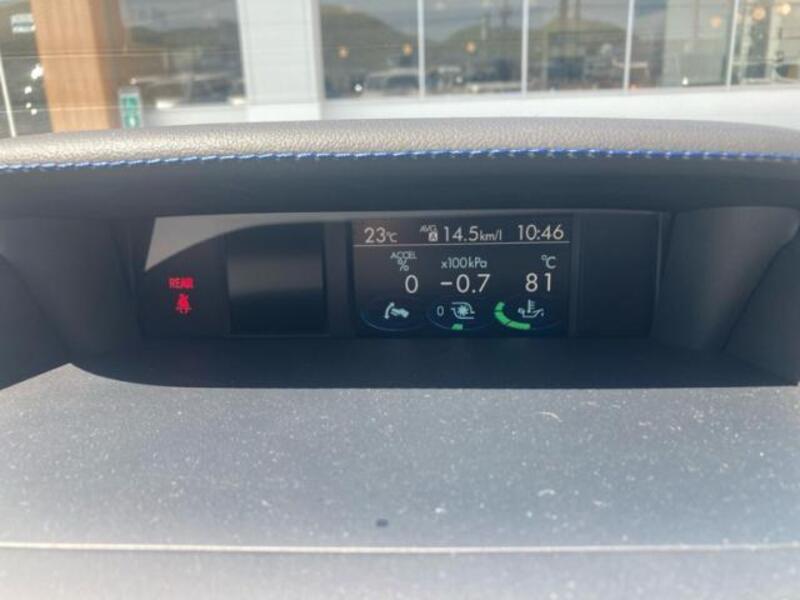 23℃ AVG A 14.5km/l 10:46
ACCEL % x100kPa ℃
0 -0.7 81
0
REAR